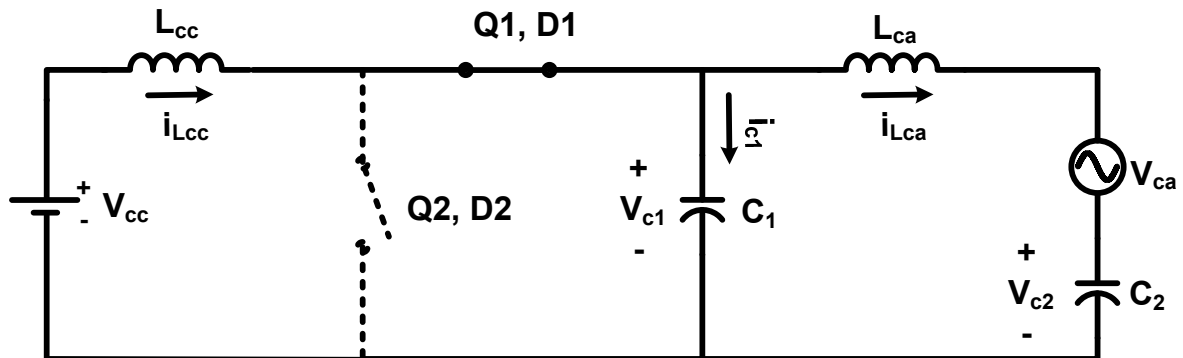 Lcc
Q1, D1
Lca
iLcc
ic1
iLca
+
-
Vcc
Q2, D2
+
Vc1
-
C1
Vca
+
Vc2
-
C2